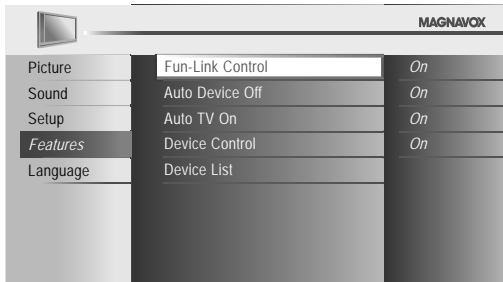 MAGNAVOX
Picture
Sound
Setup
Features
Language
Fun-Link Control On
Auto Device Off On
Auto TV On On
Device Control On
Device List